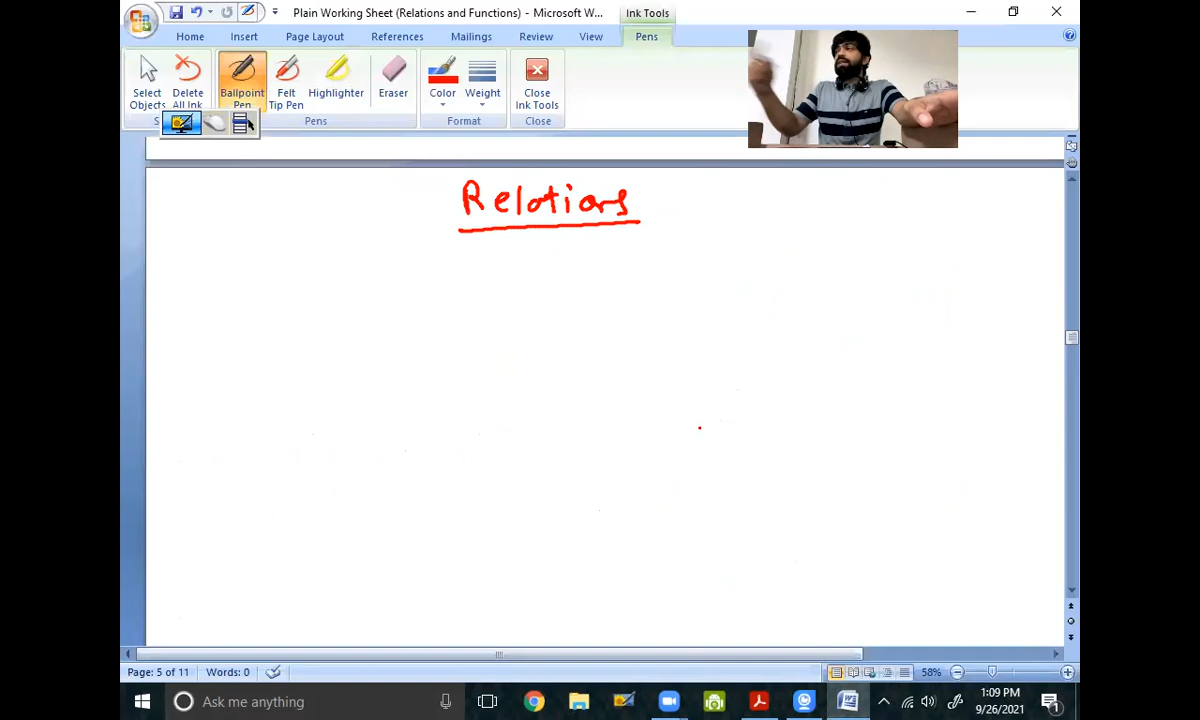 Plain Working Sheet (Relations and Functions) - Microsoft W...
Ink Tools
Home Insert Page Layout References Mailings Review View Pens
Select Objects
Delete All Ink
Ballpoint Pen
Felt Tip Pen
Highlighter
Eraser
Color
Weight
Close Ink Tools
S
Pens
Format
Close
Relations
Page: 5 of 11
Words: 0
58%
Ask me anything
1:09 PM
9/26/2021
1